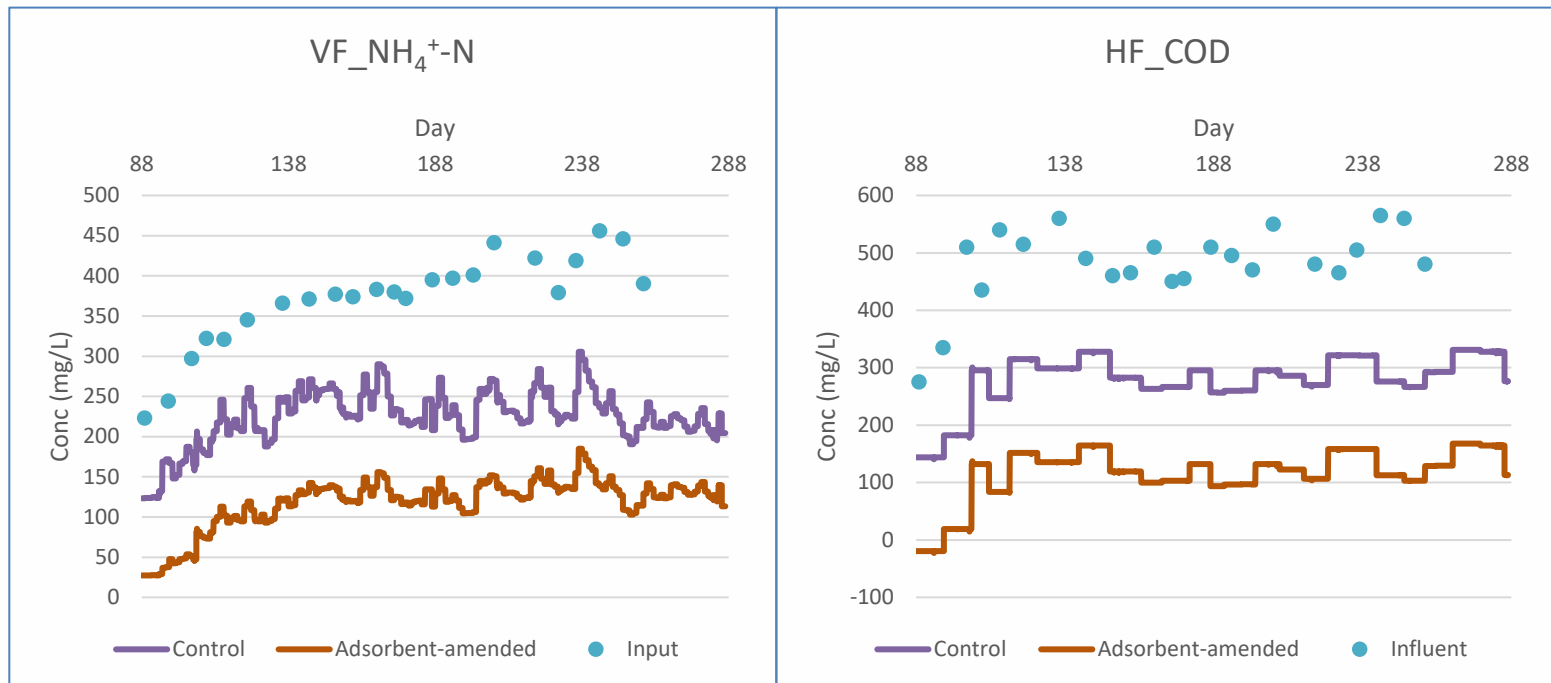 VF_NH₄⁺-N
Day
88 138 188 238 288
500
450
400
350
300
250
200
150
100
50
0
Conc (mg/L)
Control Adsorbent-amended Input
HF_COD
Day
88 138 188 238 288
600
500
400
300
200
100
0
-100
Conc (mg/L)
Control Adsorbent-amended Influent